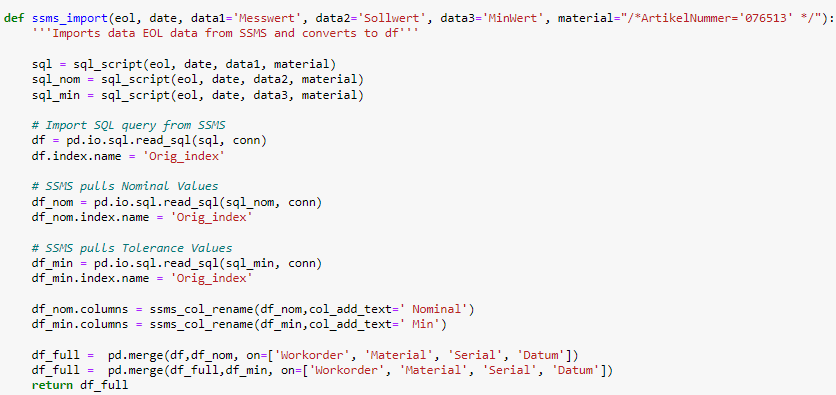 def ssms_import(eol, date, data1='Messwert', data2='Sollwert', data3='MinWert', material="/*ArtikelNummer='076513' */"):
    '''Imports data EOL data from SSMS and converts to df'''

    sql = sql_script(eol, date, data1, material)
    sql_nom = sql_script(eol, date, data2, material)
    sql_min = sql_script(eol, date, data3, material)

    # Import SQL query from SSMS
    df = pd.io.sql.read_sql(sql, conn)
    df.index.name = 'Orig_index'

    # SSMS pulls Nominal Values
    df_nom = pd.io.sql.read_sql(sql_nom, conn)
    df_nom.index.name = 'Orig_index'

    # SSMS pulls Tolerance Values
    df_min = pd.io.sql.read_sql(sql_min, conn)
    df_min.index.name = 'Orig_index'

    df_nom.columns = ssms_col_rename(df_nom,col_add_text=' Nominal')
    df_min.columns = ssms_col_rename(df_min,col_add_text=' Min')

    df_full =  pd.merge(df,df_nom, on=['Workorder', 'Material', 'Serial', 'Datum'])
    df_full =  pd.merge(df_full,df_min, on=['Workorder', 'Material', 'Serial', 'Datum'])
    return df_full